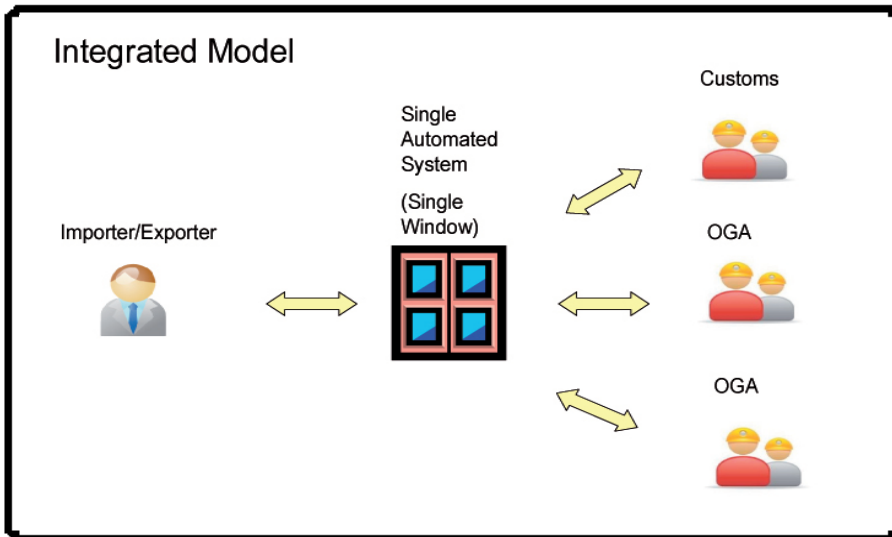 Integrated Model
Customs
Single
Automated
System
(Single
Window)
Importer/Exporter
OGA
OGA